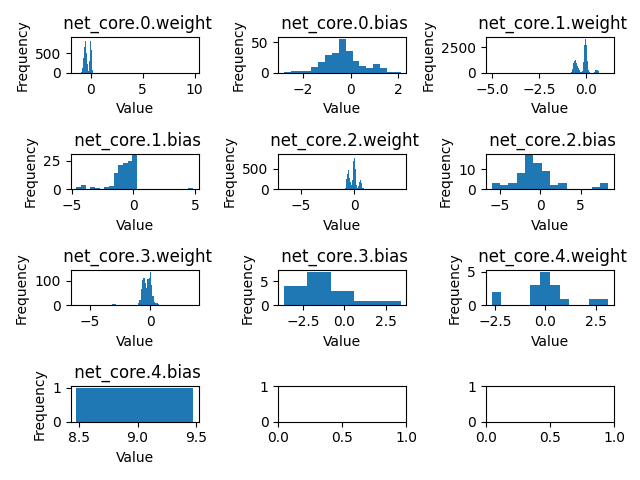 net_core.0.weight
net_core.0.bias
net_core.1.weight
Frequency
500
0
0
5
10
Value
Frequency
50
0
−2
0
2
Value
Frequency
2500
0
−5.0
−2.5
0.0
Value
net_core.1.bias
net_core.2.weight
net_core.2.bias
Frequency
25
0
−5
0
5
Value
Frequency
500
0
−5
0
Value
Frequency
10
0
−5
0
5
Value
net_core.3.weight
net_core.3.bias
net_core.4.weight
Frequency
100
0
−5
0
Value
Frequency
5
0
−2.5
0.0
2.5
Value
Frequency
5
0
−2.5
0.0
2.5
Value
net_core.4.bias
Frequency
1
0
8.5
9.0
9.5
Value
1
0
0.0
0.5
1.0
1
0
0.0
0.5
1.0